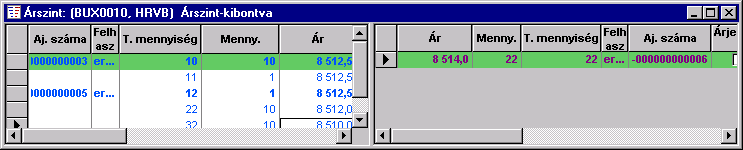 Árszint: (BUX0010, HRVB) Árszint-kibontva
Aj. száma Felh asz T. mennyiség Menny. Ár
0000000003 er... 10 10 8 512,5
11 1 8 512,5
0000000005 er... 12 1 8 512,5
22 10 8 512,0
32 10 8 510,0
Ár Menny. T. mennyiség Felh asz Aj. száma Árje
8 514,0 22 22 er... -000000000006